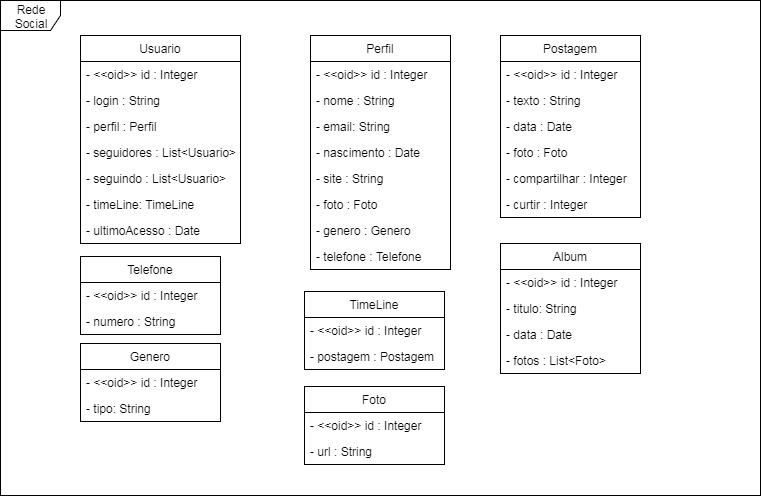 Rede
Social
Usuario
- <<oid>> id : Integer
- login : String
- perfil : Perfil
- seguidores : List<Usuario>
- seguindo : List<Usuario>
- timeLine: TimeLine
- ultimoAcesso : Date
Telefone
- <<oid>> id : Integer
- numero : String
Genero
- <<oid>> id : Integer
- tipo: String
Perfil
- <<oid>> id : Integer
- nome : String
- email: String
- nascimento : Date
- site : String
- foto : Foto
- genero : Genero
- telefone : Telefone
TimeLine
- <<oid>> id : Integer
- postagem : Postagem
Foto
- <<oid>> id : Integer
- url : String
Postagem
- <<oid>> id : Integer
- texto : String
- data : Date
- foto : Foto
- compartilhar : Integer
- curtir : Integer
Album
- <<oid>> id : Integer
- titulo: String
- data : Date
- fotos : List<Foto>